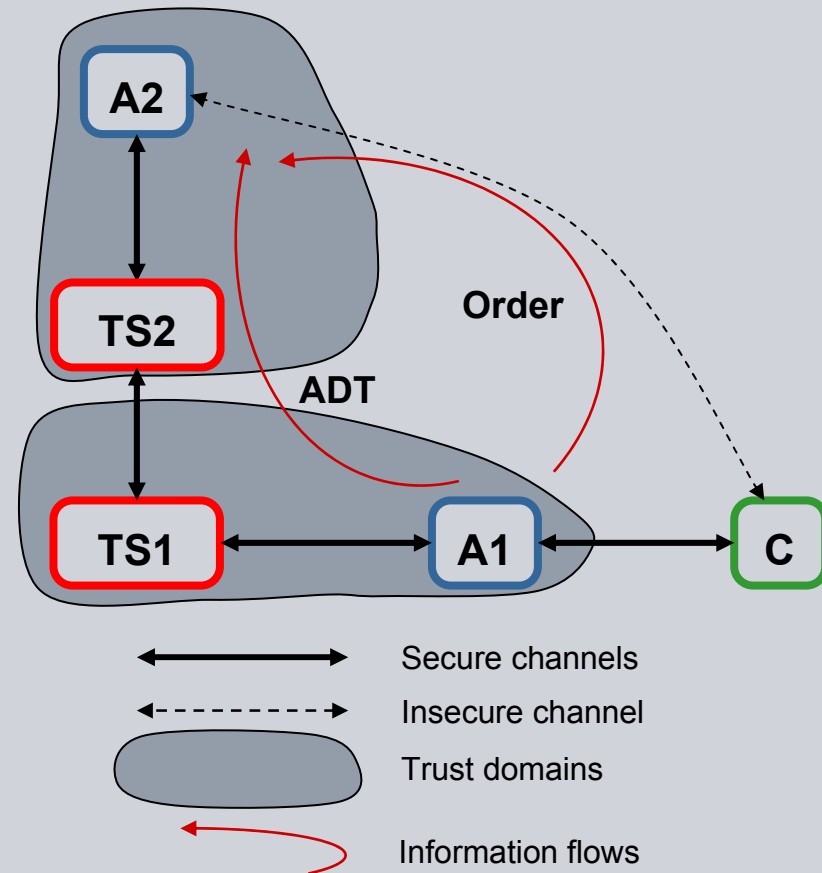 A2
TS2
Order
ADT
TS1
A1
C
Secure channels
Insecure channel
Trust domains
Information flows